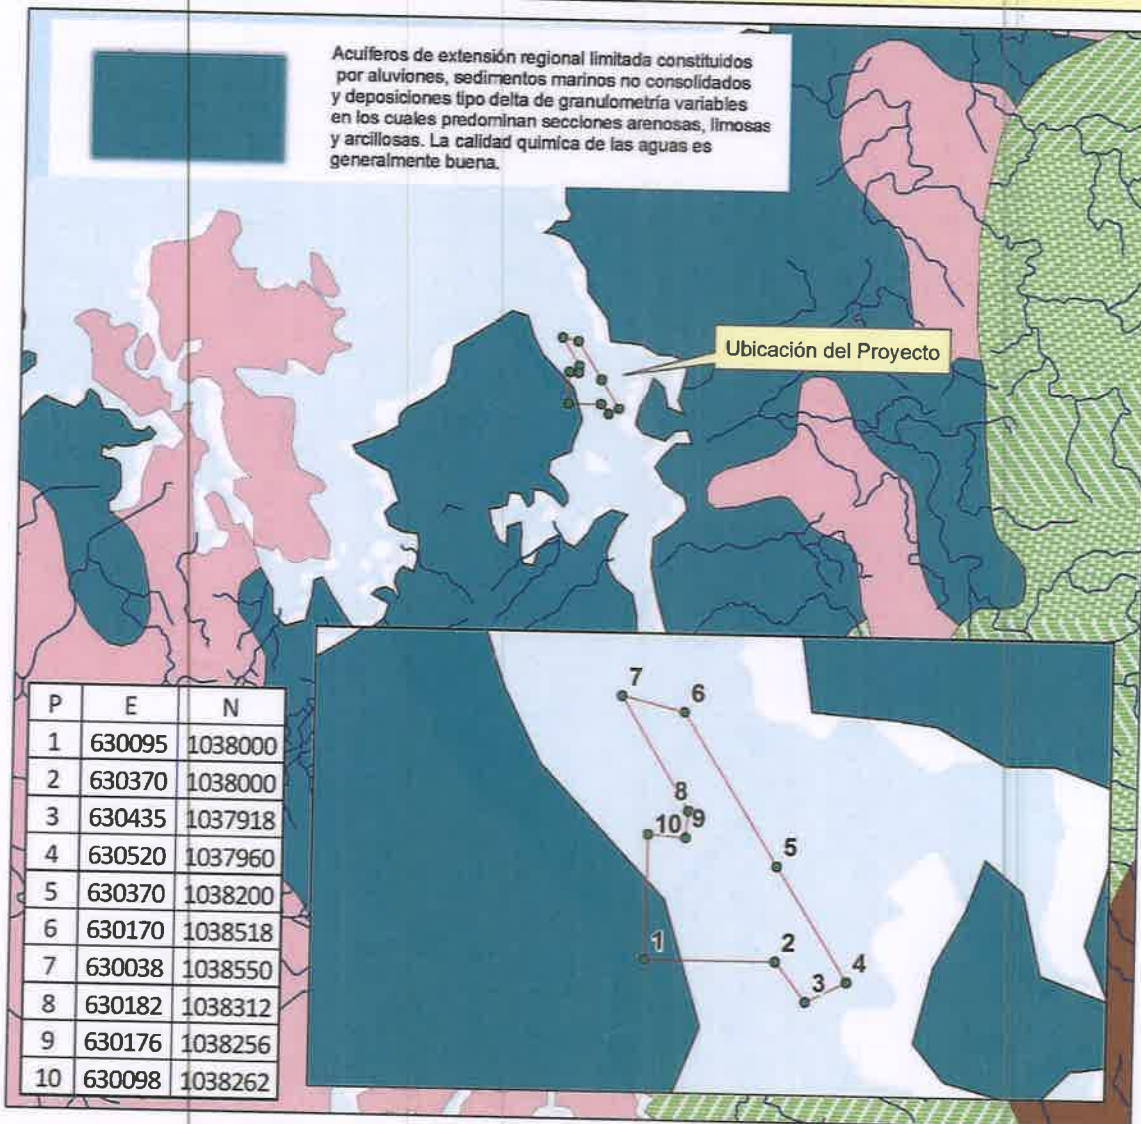 Acuíferos de extensión regional limitada constituidos
por aluviones, sedimentos marinos no consolidados
y deposiciones tipo delta de granulometría variables
en los cuales predominan secciones arenosas, limosas
y arcillosas. La calidad quimíca de las aguas es
generalmente buena.
Ubicación del Proyecto
P E N
1 630095 1038000
2 630370 1038000
3 630435 1037918
4 630520 1037960
5 630370 1038200
6 630170 1038518
7 630038 1038550
8 630182 1038312
9 630176 1038256
10 630098 1038262
7
6
8
10 9
5
1
2
3
4